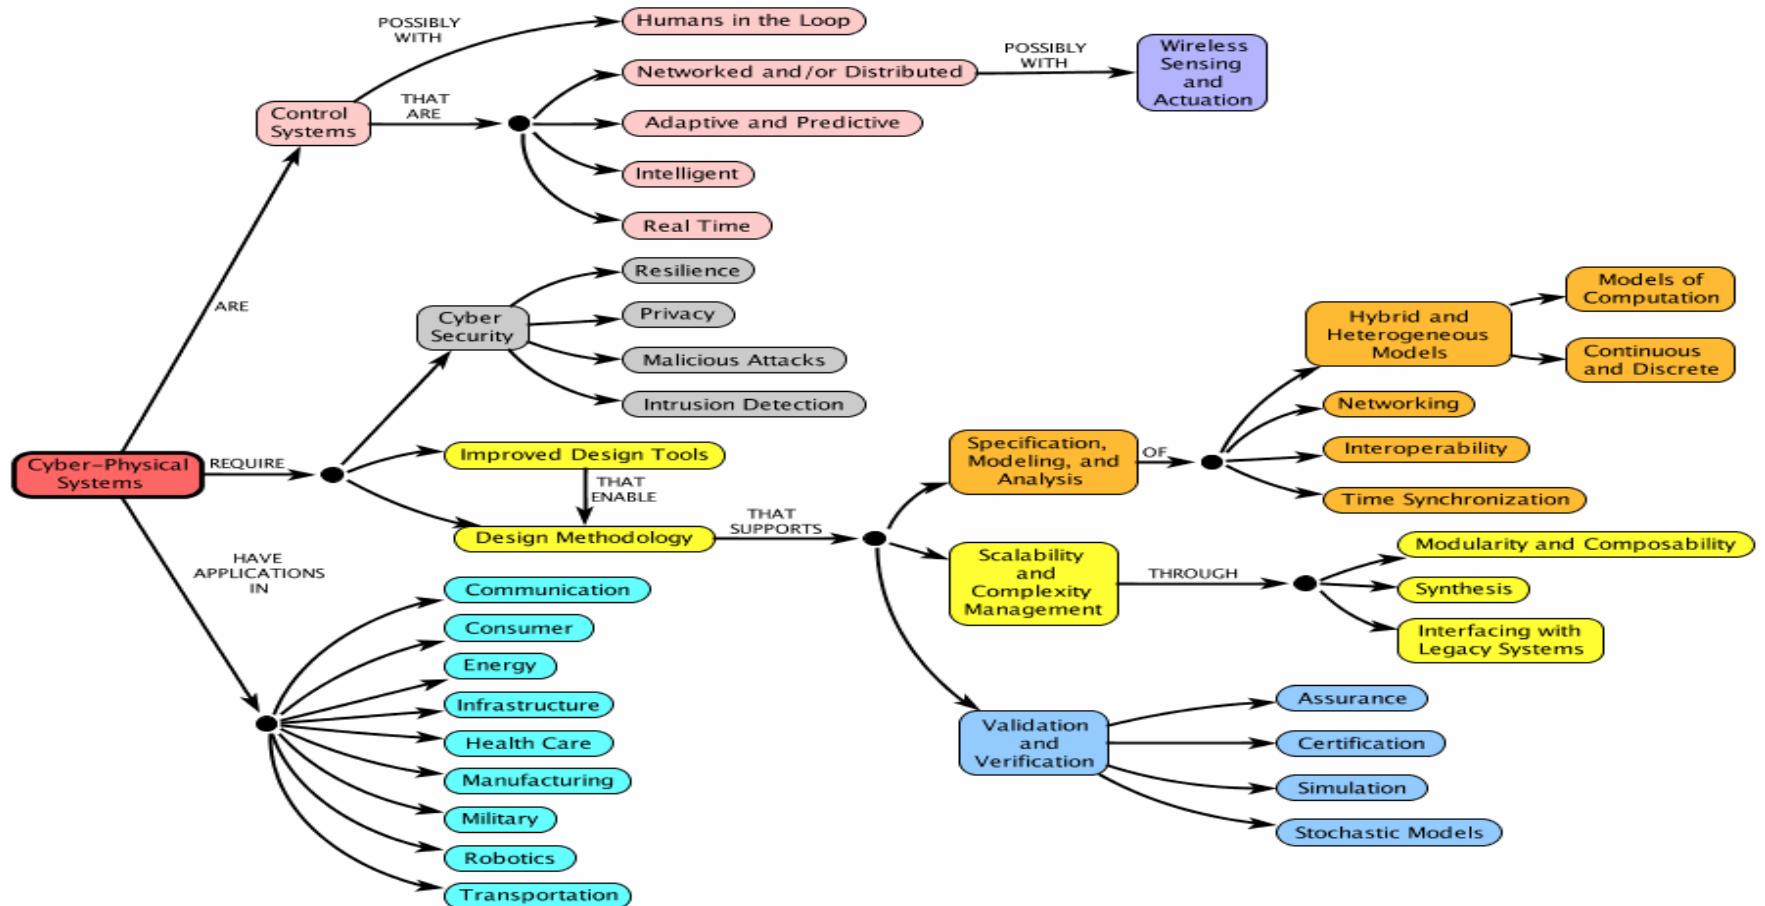 POSSIBLY
WITH
Humans in the Loop
Networked and/or Distributed
POSSIBLY
WITH
Wireless
Sensing
and
Actuation
Control
Systems
THAT
ARE
Adaptive and Predictive
Intelligent
Real Time
ARE
Cyber
Security
Resilience
Privacy
Malicious Attacks
Intrusion Detection
Cyber-Physical
Systems
REQUIRE
Improved Design Tools
THAT
ENABLE
Design Methodology
THAT
SUPPORTS
Specification,
Modeling, and
Analysis
OF
Hybrid and
Heterogeneous
Models
Models of
Computation
Continuous
and Discrete
Networking
Interoperability
Time Synchronization
Scalability
and
Complexity
Management
THROUGH
Modularity and Composability
Synthesis
Interfacing with
Legacy Systems
Validation
and
Verification
Assurance
Certification
Simulation
Stochastic Models
HAVE
APPLICATIONS
IN
Communication
Consumer
Energy
Infrastructure
Health Care
Manufacturing
Military
Robotics
Transportation